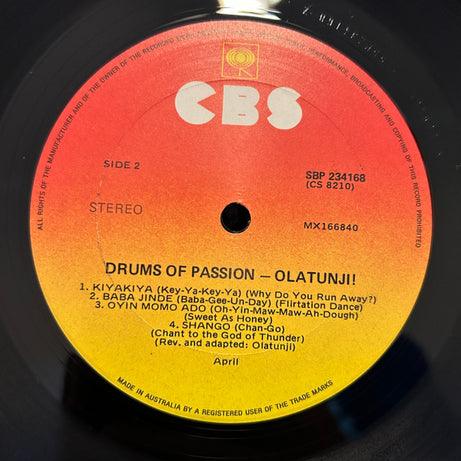 ALL RIGHTS OF THE MANUFACTURER AND OF THE OWNER OF THE RECORDED PUBLIC PERFORMANCE, BROADCASTING AND COPYING OF THIS RECORD PROHIBITED
CBS
SIDE 2
SBP 234168
(CS 8210)
STEREO
MX166840
DRUMS OF PASSION — OLATUNJI!
1. KIYAKIYA (Key-Ya-Key-Ya) (Why Do You Run Away?)
2. BABA JINDE (Baba-Gee-Un-Day) (Flirtation Dance)
3. OYIN MOMO ADO (Oh-Yin-Maw-Maw-Ah-Dough)
(Sweet As Honey)
4. SHANGO (Chan-Go)
(Chant to the God of Thunder)
(Rev. and adapted: Olatunji)
April
MADE IN AUSTRALIA BY A REGISTERED USER OF THE TRADE MARKS